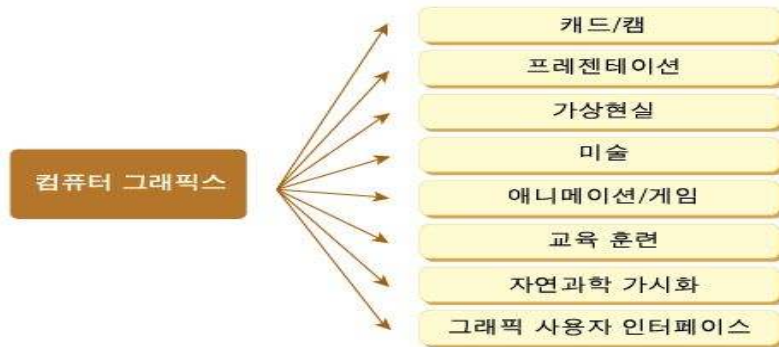 컴퓨터 그래픽스
캐드/캠
프레젠테이션
가상현실
미술
애니메이션/게임
교육 훈련
자연과학 가시화
그래픽 사용자 인터페이스